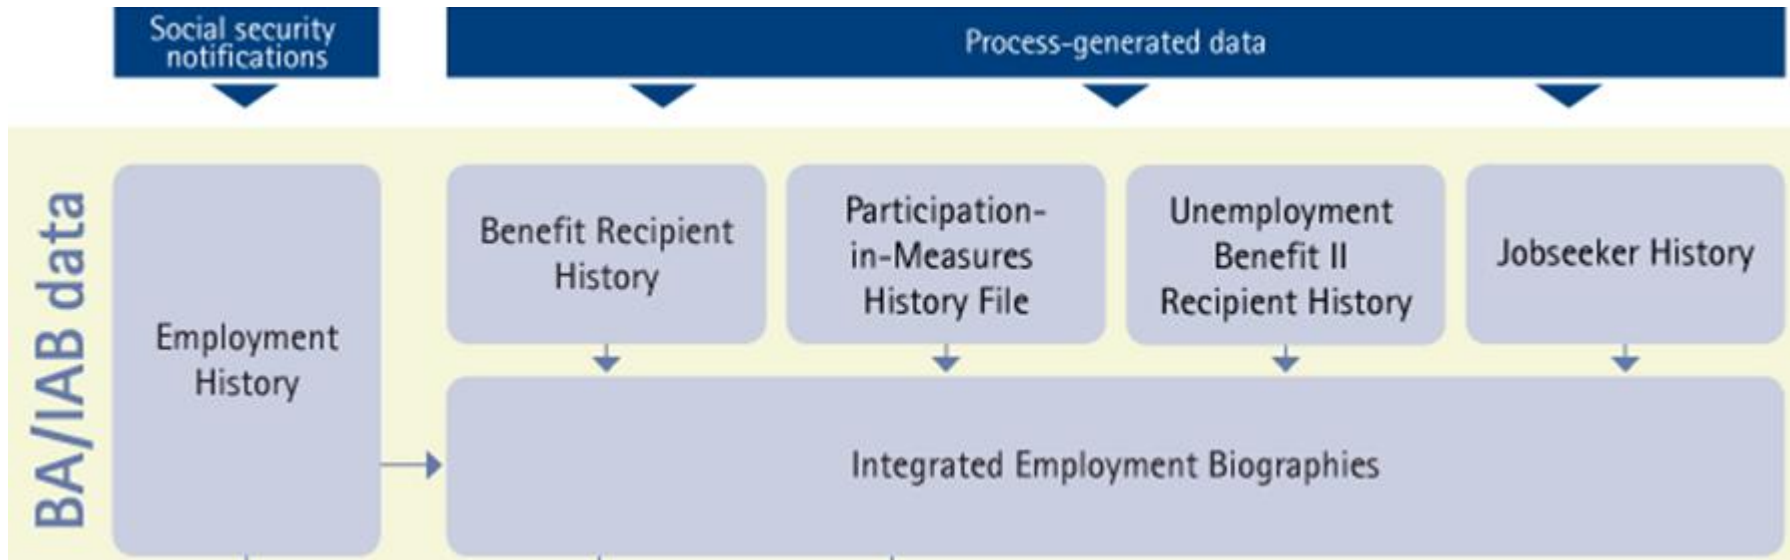 Social security
notifications
Process-generated data
BA/IAB data
Employment
History
Benefit Recipient
History
Participation-
in-Measures
History File
Unemployment
Benefit II
Recipient History
Jobseeker History
Integrated Employment Biographies